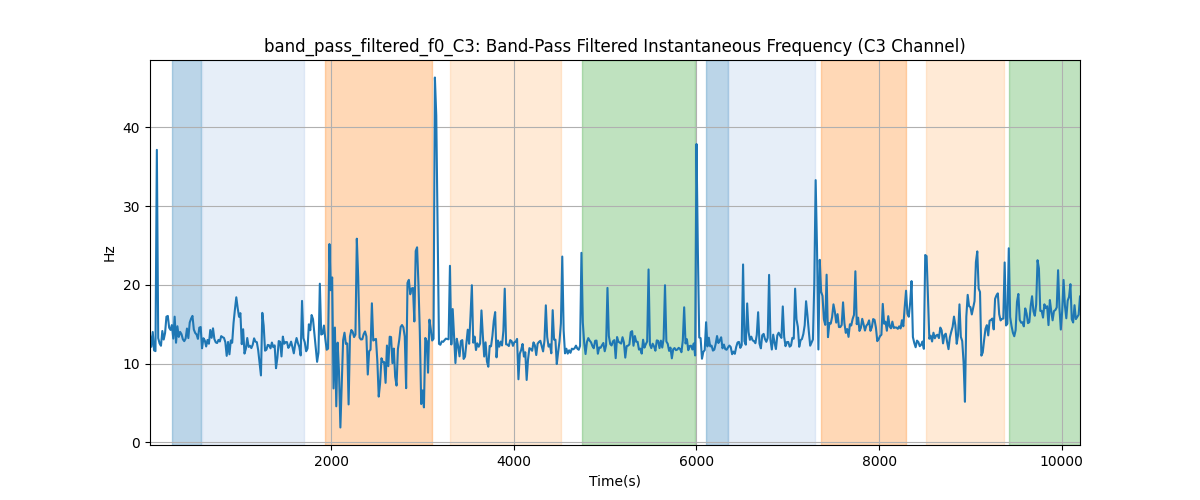 band_pass_filtered_f0_C3: Band-Pass Filtered Instantaneous Frequency (C3 Channel)
40
30
20
10
0
Hz
2000 4000 6000 8000 10000
Time(s)